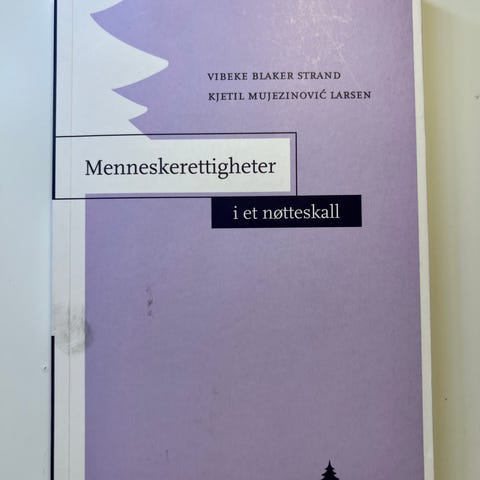 VIBEKE BLAKER STRAND
KJETIL MUJEZINOVIĆ LARSEN
Menneskerettigheter
i et nøtteskall